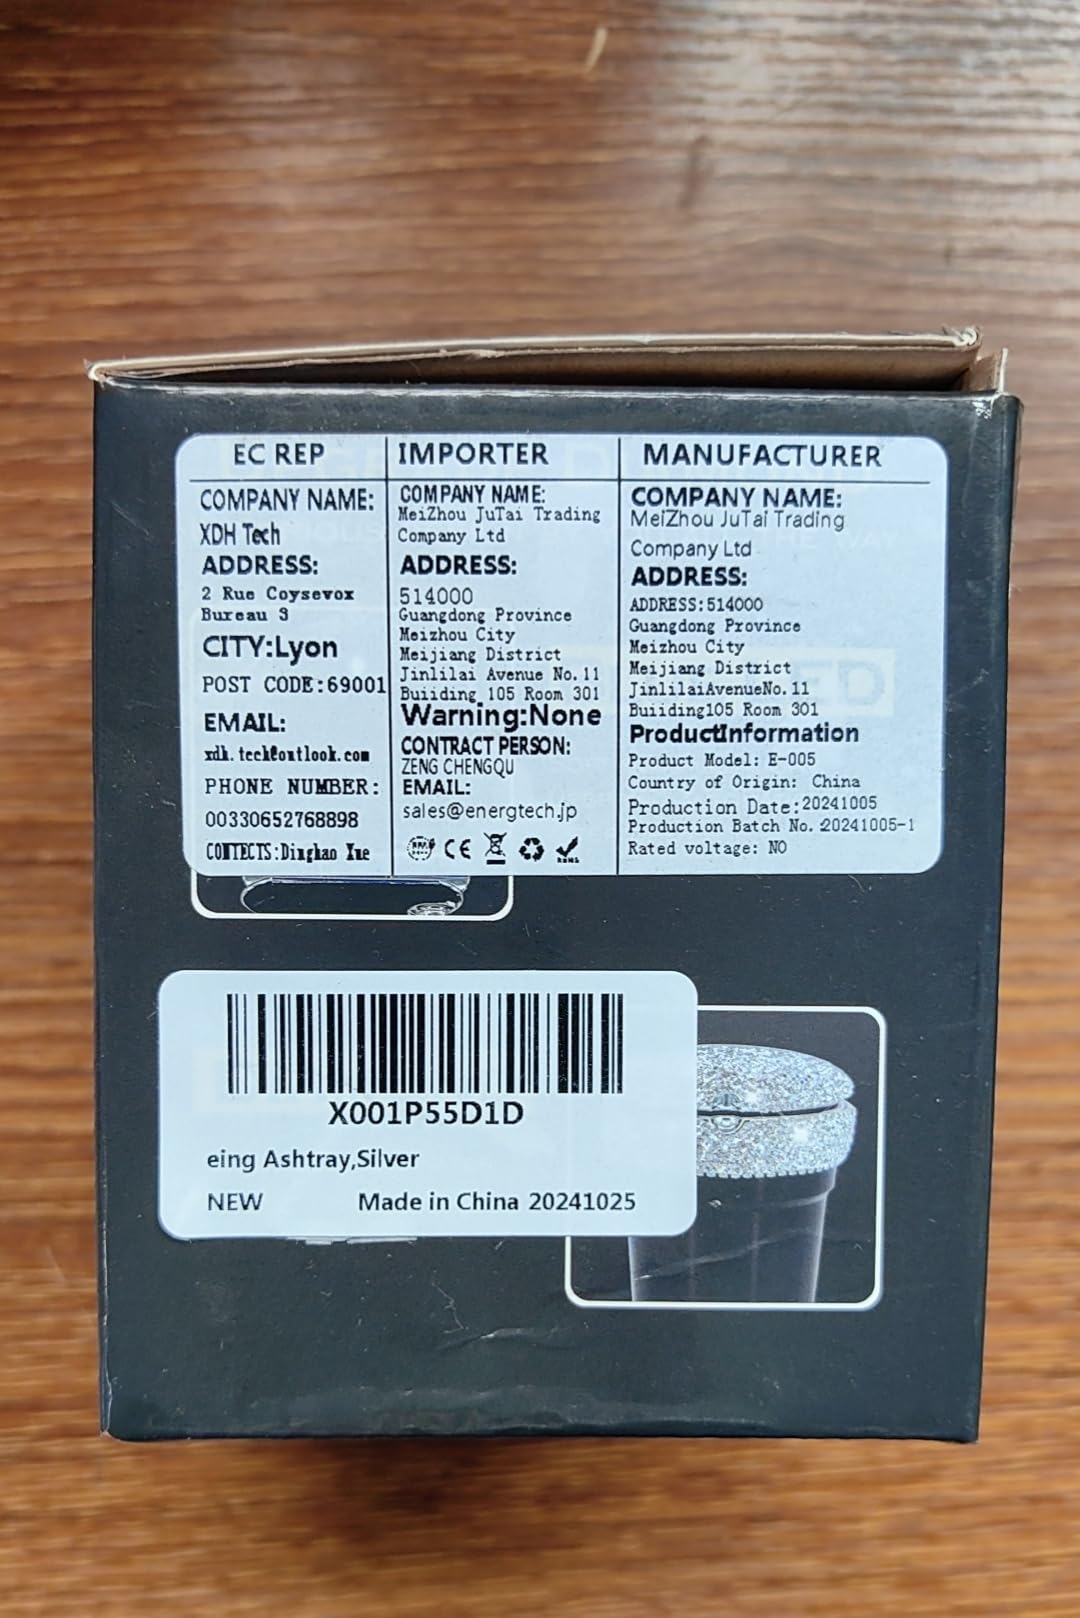 EC REP
COMPANY NAME:
XDH Tech
ADDRESS:
2 Rue Coysevox
Bureau 3
CITY:Lyon
POST CODE:69001
EMAIL:
xdh.tech@outlook.com
PHONE NUMBER:
00330652768898
CONTECTS:Dinghao Xue
IMPORTER
COMPANY NAME:
MeiZhou JuTai Trading
Company Ltd
ADDRESS:
514000
Guangdong Province
Meizhou City
Meijiang District
Jinlilai Avenue No.11
Buiiding 105 Room 301
Warning:None
CONTRACT PERSON:
ZENG CHENGQU
EMAIL:
sales@energtech.jp
CE
MANUFACTURER
COMPANY NAME:
MeiZhou JuTai Trading
Company Ltd
ADDRESS:
ADDRESS:514000
Guangdong Province
Meizhou City
Meijiang District
JinlilaiAvenueNo.11
Buiiding105 Room 301
ProductInformation
Product Model: E-005
Country of Origin: China
Production Date:20241005
Production Batch No. 20241005-1
Rated voltage: NO
X001P55D1D
eing Ashtray,Silver
NEW Made in China 20241025